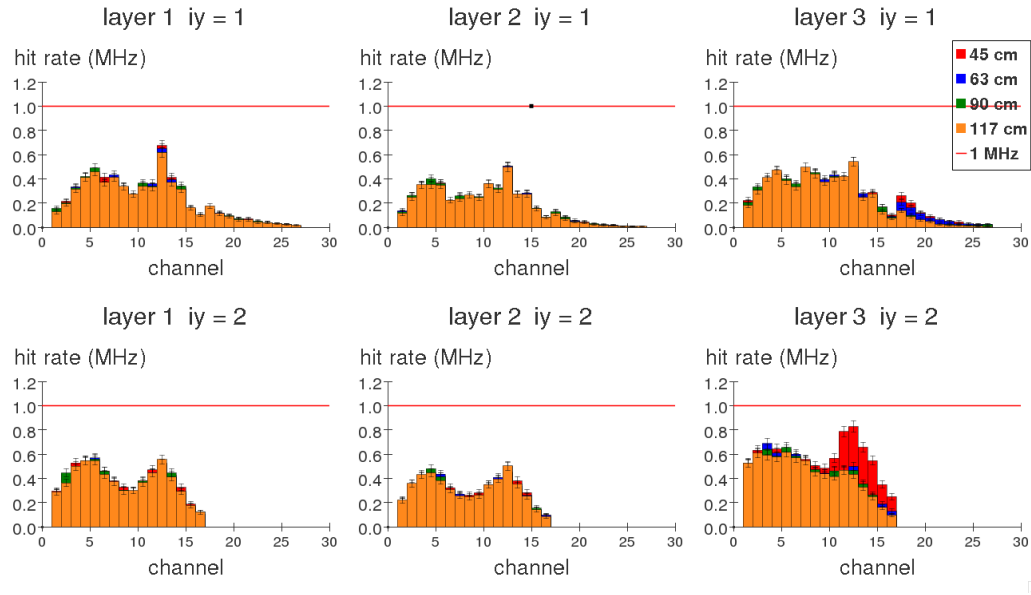 layer 1 iy = 1
hit rate (MHz)
1.2
1.0
0.8
0.6
0.4
0.2
0.0
0 5 10 15 20 25 30
channel
layer 2 iy = 1
hit rate (MHz)
1.2
1.0
0.8
0.6
0.4
0.2
0.0
0 5 10 15 20 25 30
channel
layer 3 iy = 1
hit rate (MHz)
1.2
1.0
0.8
0.6
0.4
0.2
0.0
0 5 10 15 20 25 30
channel
45 cm
63 cm
90 cm
117 cm
1 MHz
layer 1 iy = 2
hit rate (MHz)
1.2
1.0
0.8
0.6
0.4
0.2
0.0
0 5 10 15 20 25 30
channel
layer 2 iy = 2
hit rate (MHz)
1.2
1.0
0.8
0.6
0.4
0.2
0.0
0 5 10 15 20 25 30
channel
layer 3 iy = 2
hit rate (MHz)
1.2
1.0
0.8
0.6
0.4
0.2
0.0
0 5 10 15 20 25 30
channel